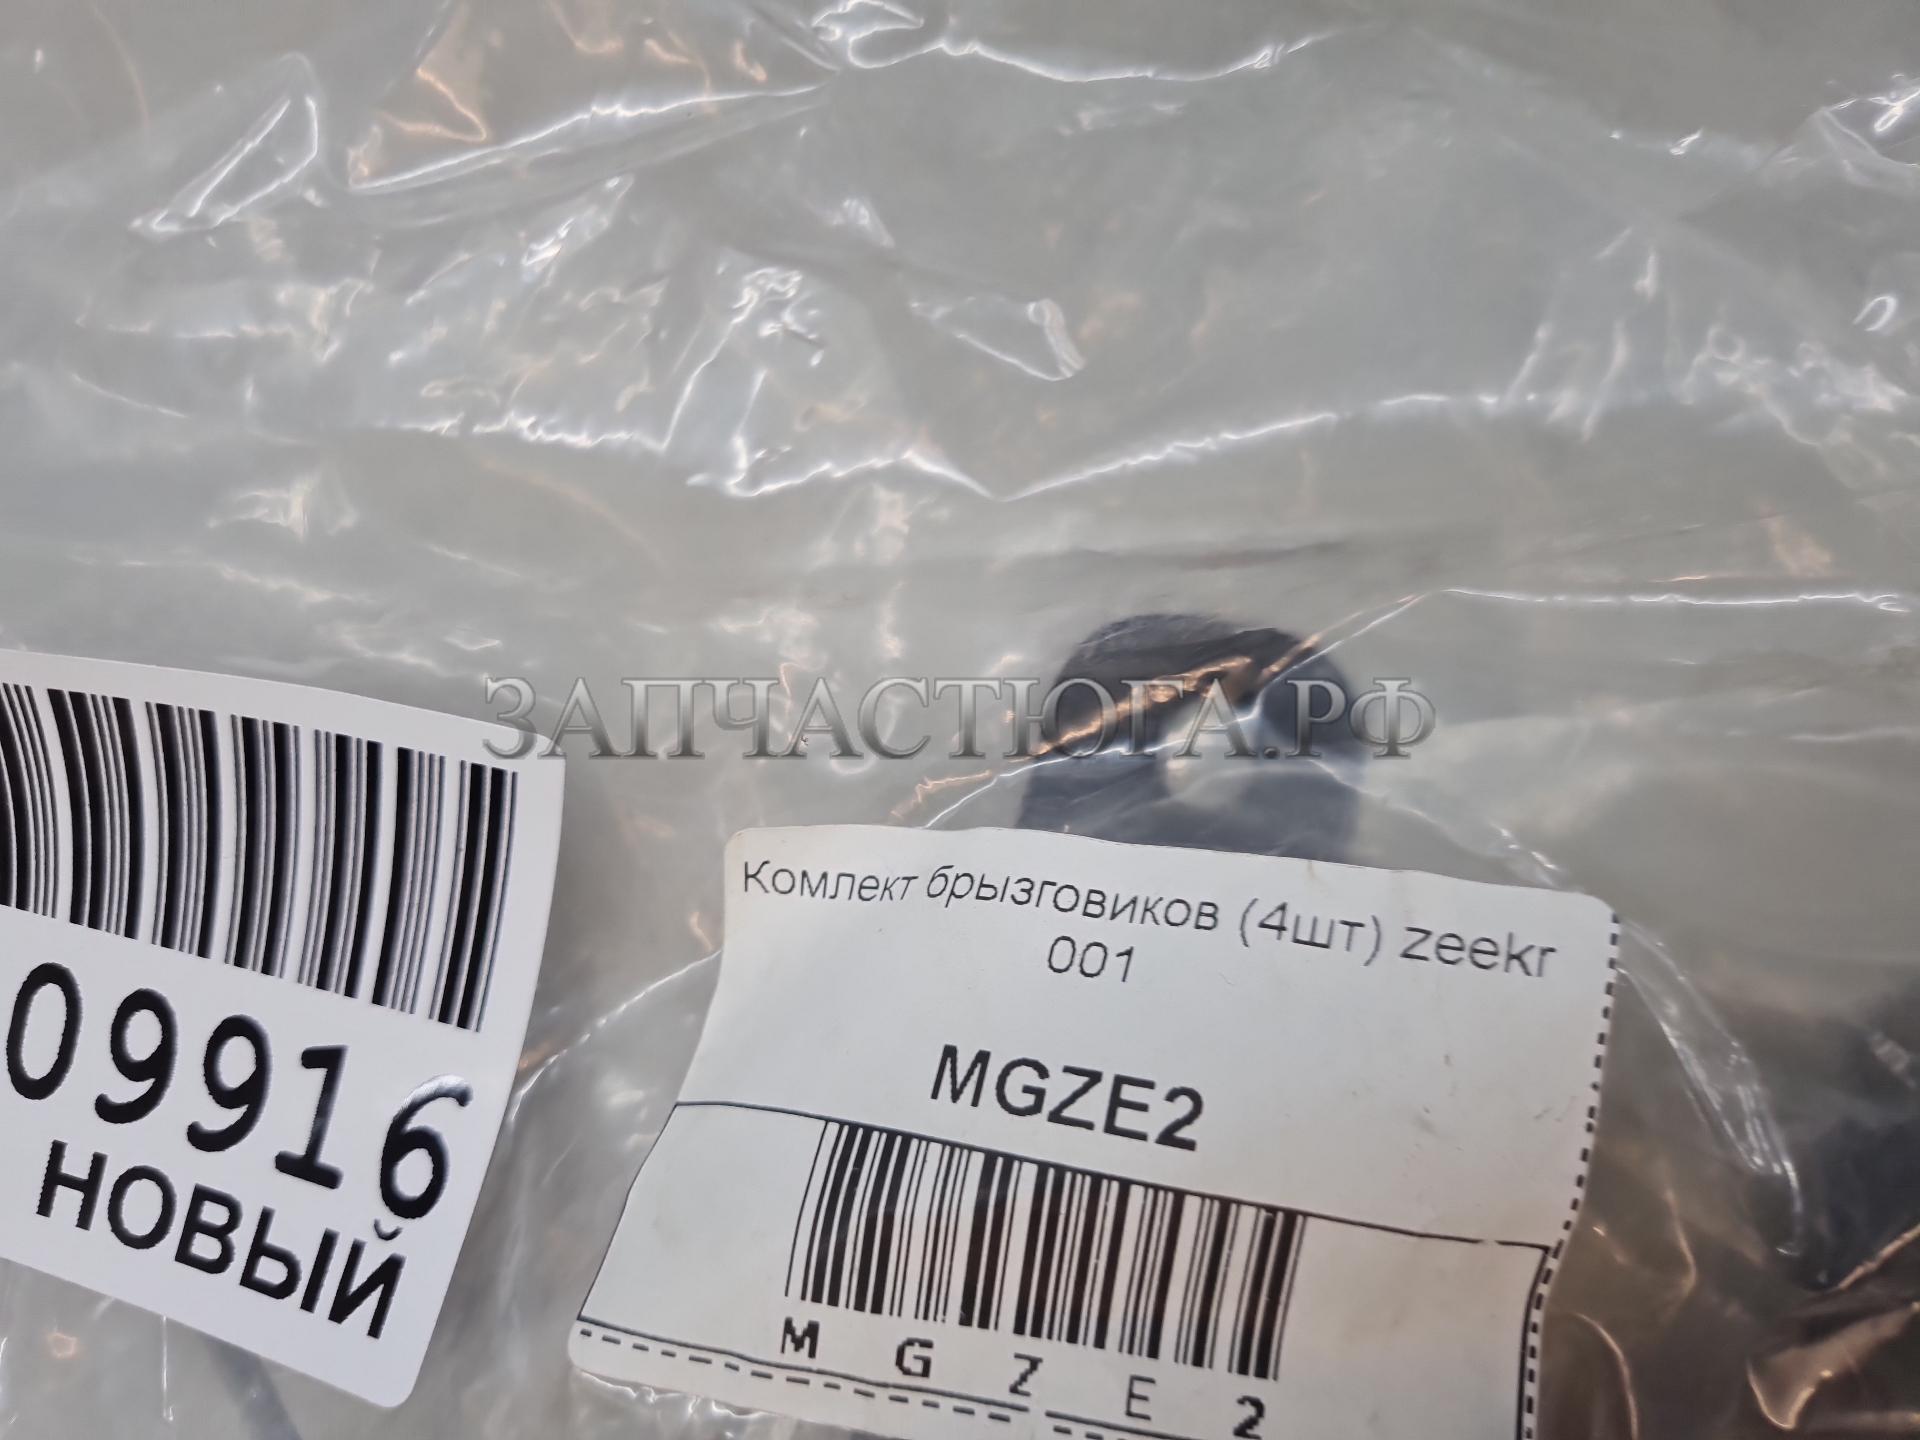 ЗАПЧАСТЮГА.РФ
09916
НОВЫЙ
Комлект брызговиков (4шт) zeekr
001
MGZE2
M G Z E 2